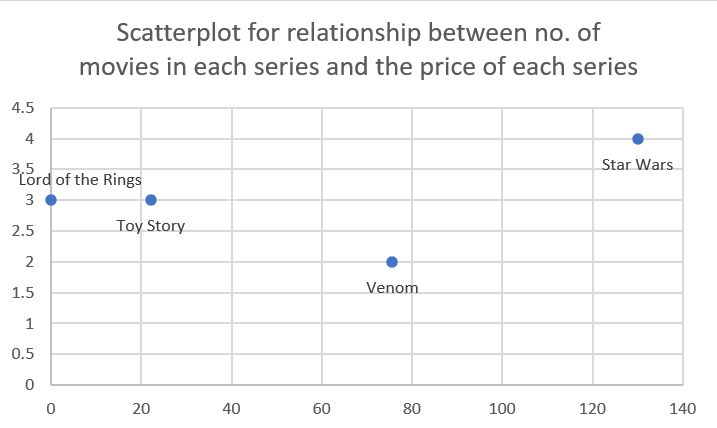 Scatterplot for relationship between no. of
movies in each series and the price of each series
4.5
4
3.5
Star Wars
Lord of the Rings
3
Toy Story
2.5
2
Venom
1.5
1
0.5
0
0 20 40 60 80 100 120 140